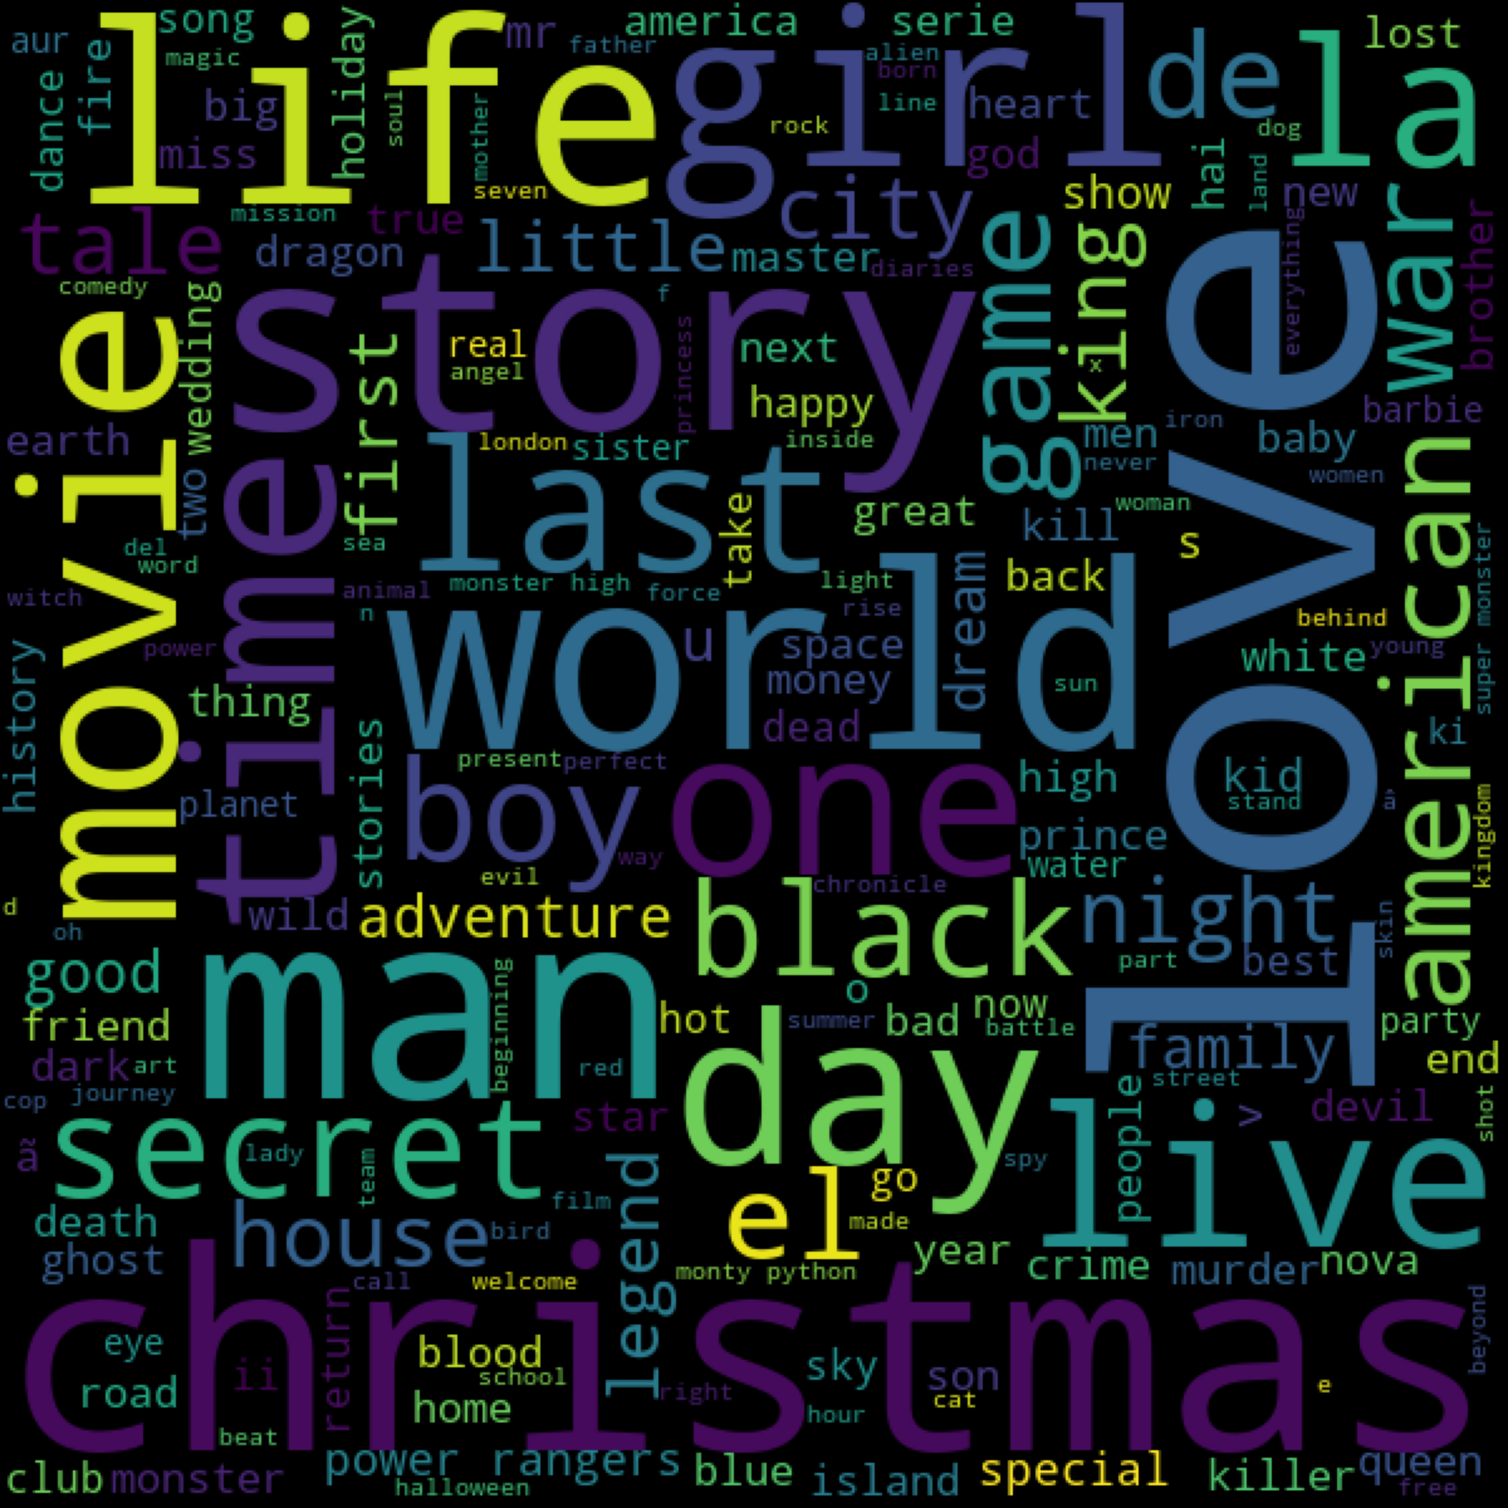 life
girl
de
la
song
mr
america
serie
lost
aur
magic
father
alien
born
fire
dance
big
holiday
soul
mother
line
heart
rock
dog
miss
seven
god
hai
land
show
new
mission
true
city
tale
dragon
little
master
diaries
game
king
everything
war
brother
comedy
f
movie
wedding
story
first
real
angel
princess
next
x
love
happy
barbie
earth
london
sister
inside
men
iron
baby
never
women
times
two
last
take
great
woman
american
kill
s
sea
del
word
super monster
witch
animal
monster high
force
light
dream
back
n
rise
behind
power
world
u
space
white
young
history
thing
money
sun
dead
ki
stories
present
perfect
planet
boy
one
high
kid
stand
â
prince
kingdom
way
water
evil
chronicle
d
wild
adventure
black
night
oh
skin
good
man
beginning
part
best
o
friend
hot
summer
bad
now
battle
party
dark
art
red
day
family
end
cop
journey
street
people
secret
star
live
v
devil
shot
lady
team
spy
film
legend
el
go
made
death
house
bird
ghost
year
crime
murder
nova
call
welcome
monty python
christmas
return
beyond
eye
blood
sky
ii
school
right
son
e
road
home
cat
hour
beat
club
monster
power rangers
halloween
blue
island
special
killer
queen
free